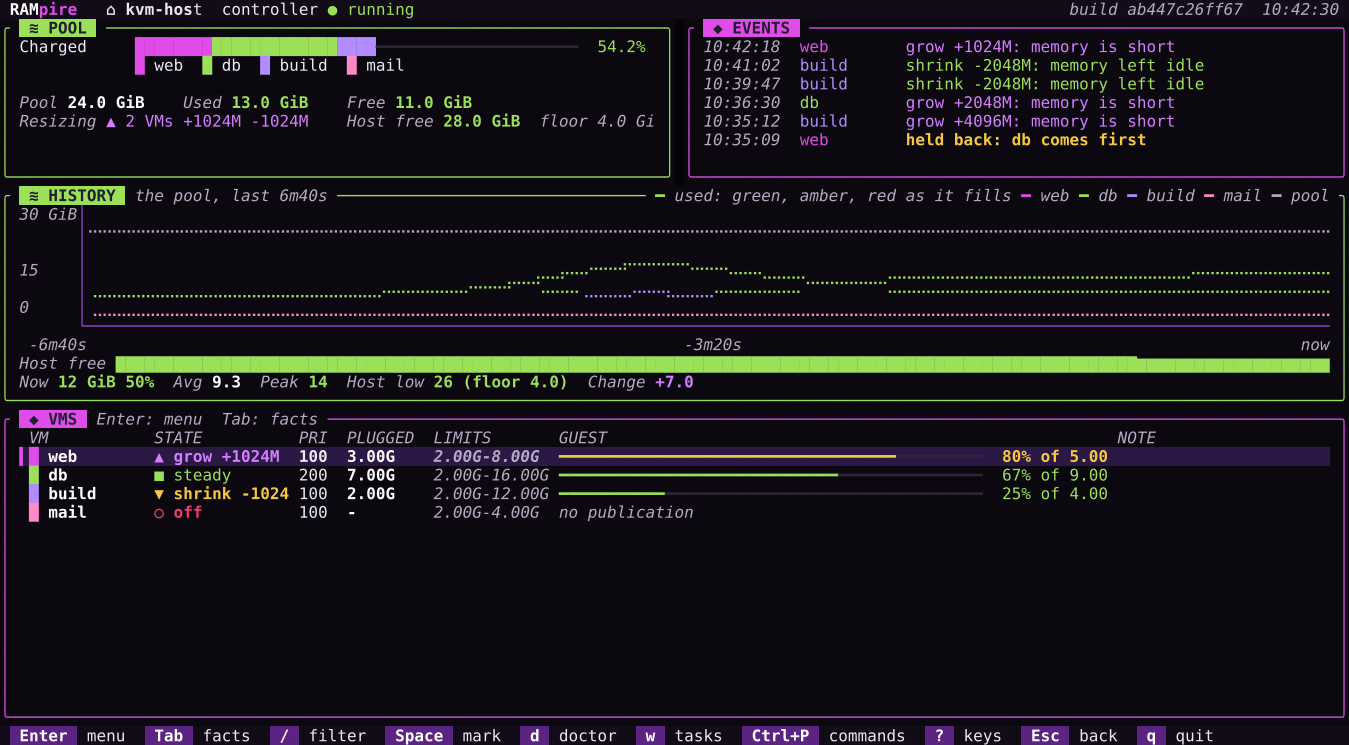 RAMpire ⌂ kvm-host controller ● running build ab447c26ff67 10:42:30
≋ POOL
Charged 54.2%
web db build mail
Pool 24.0 GiB Used 13.0 GiB Free 11.0 GiB
Resizing ▲ 2 VMs +1024M -1024M Host free 28.0 GiB floor 4.0 Gi
◆ EVENTS
10:42:18 web grow +1024M: memory is short
10:41:02 build shrink -2048M: memory left idle
10:39:47 build shrink -2048M: memory left idle
10:36:30 db grow +2048M: memory is short
10:35:12 build grow +4096M: memory is short
10:35:09 web held back: db comes first
≋ HISTORY the pool, last 6m40s used: green, amber, red as it fills web db build mail pool
30 GiB
15
0
-6m40s -3m20s now
Host free
Now 12 GiB 50% Avg 9.3 Peak 14 Host low 26 (floor 4.0) Change +7.0
◆ VMS Enter: menu Tab: facts
VM STATE PRI PLUGGED LIMITS GUEST NOTE
web ▲ grow +1024M 100 3.00G 2.00G-8.00G 80% of 5.00
db ■ steady 200 7.00G 2.00G-16.00G 67% of 9.00
build ▼ shrink -1024 100 2.00G 2.00G-12.00G 25% of 4.00
mail ○ off 100 - 2.00G-4.00G no publication
Enter menu Tab facts / filter Space mark d doctor w tasks Ctrl+P commands ? keys Esc back q quit